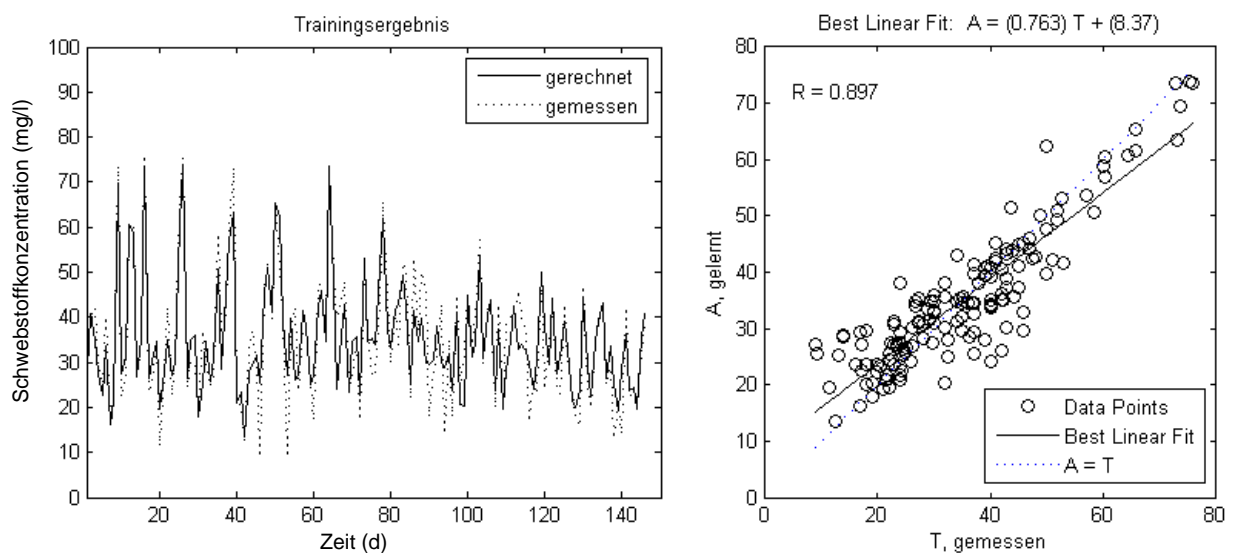 Trainingsergebnis
Schwebstoffkonzentration (mg/l)
100
90
80
70
60
50
40
30
20
10
0
gerechnet
gemessen
20 40 60 80 100 120 140
Zeit (d)
Best Linear Fit: A = (0.763) T + (8.37)
A, gelernt
80
70
60
50
40
30
20
10
0
R = 0.897
Data Points
Best Linear Fit
A = T
0 20 40 60 80
T, gemessen